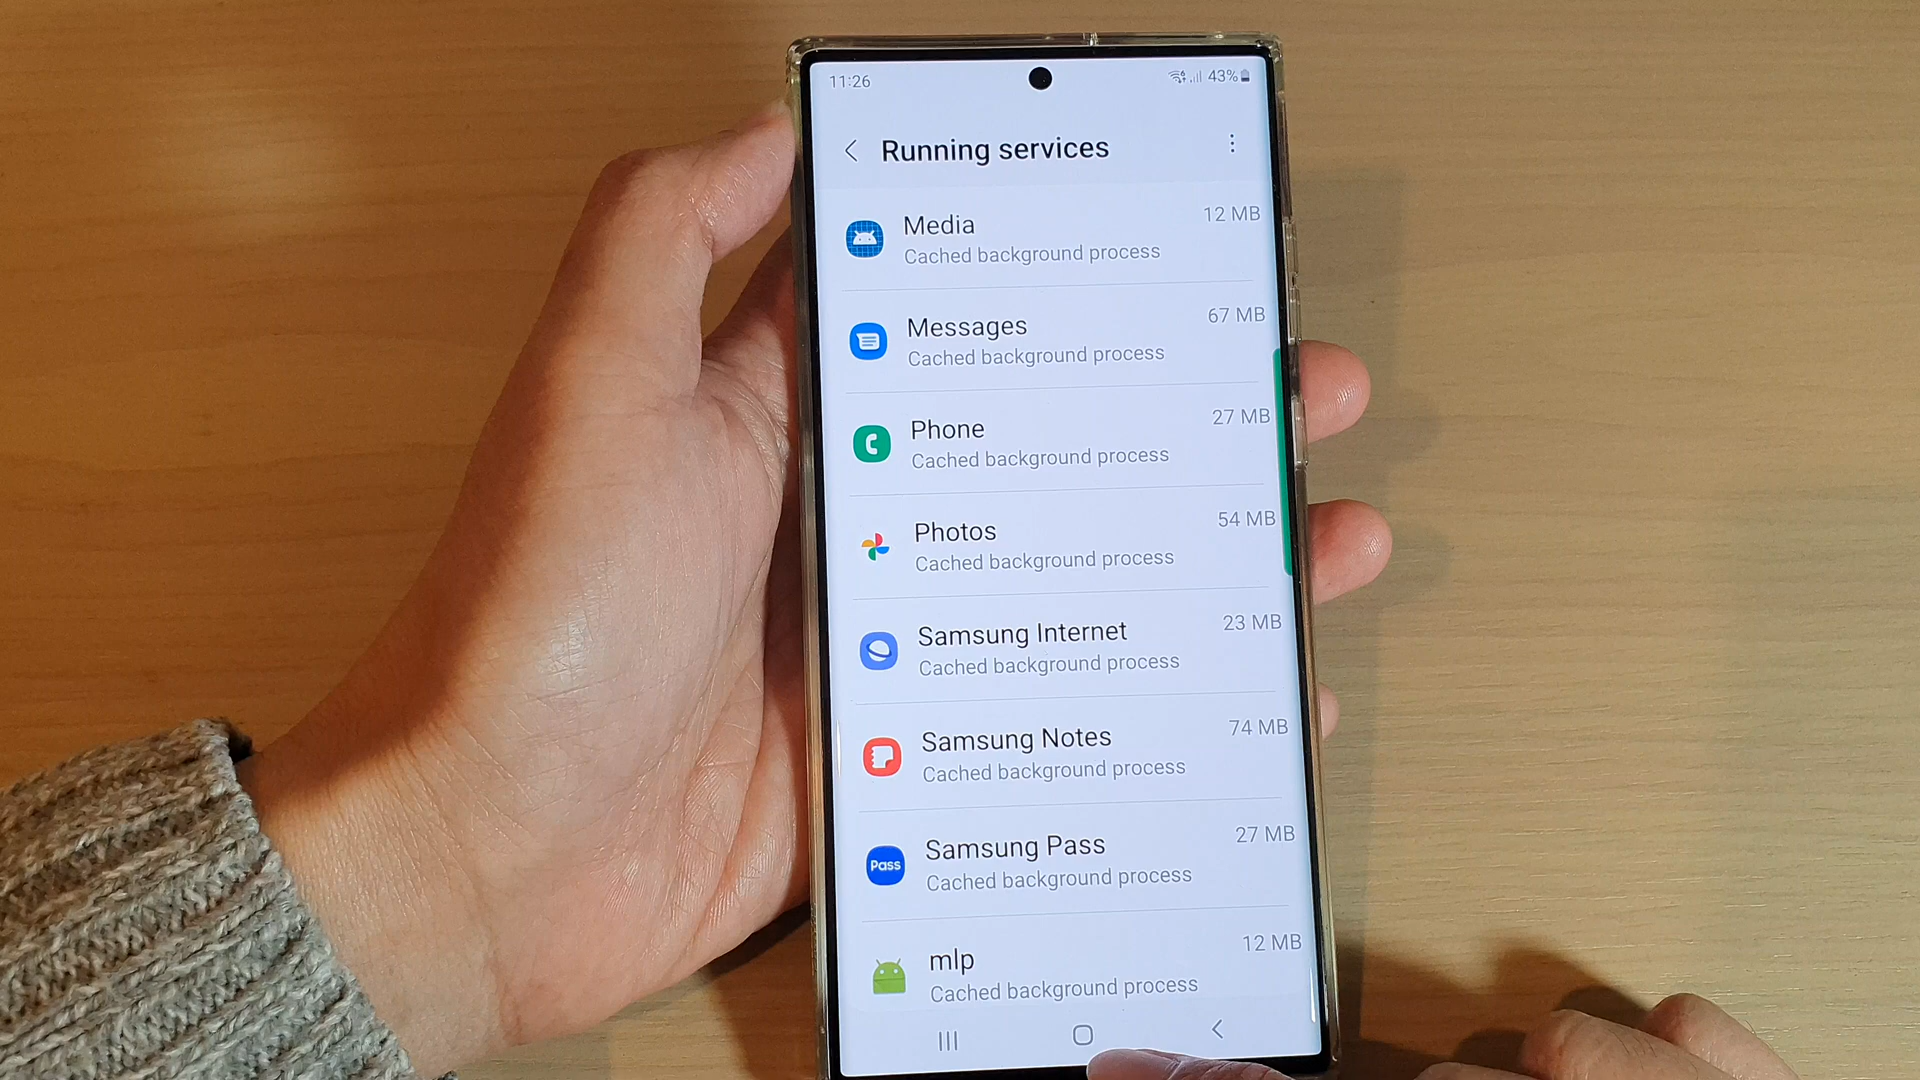 11:26
43%
Running services
Media
12 MB
Cached background process
Messages
67 MB
Cached background process
Phone
27 MB
Cached background process
Photos
54 MB
Cached background process
Samsung Internet
23 MB
Cached background process
Samsung Notes
74 MB
Cached background process
Pass
Samsung Pass
27 MB
Cached background process
mlp
12 MB
Cached background process